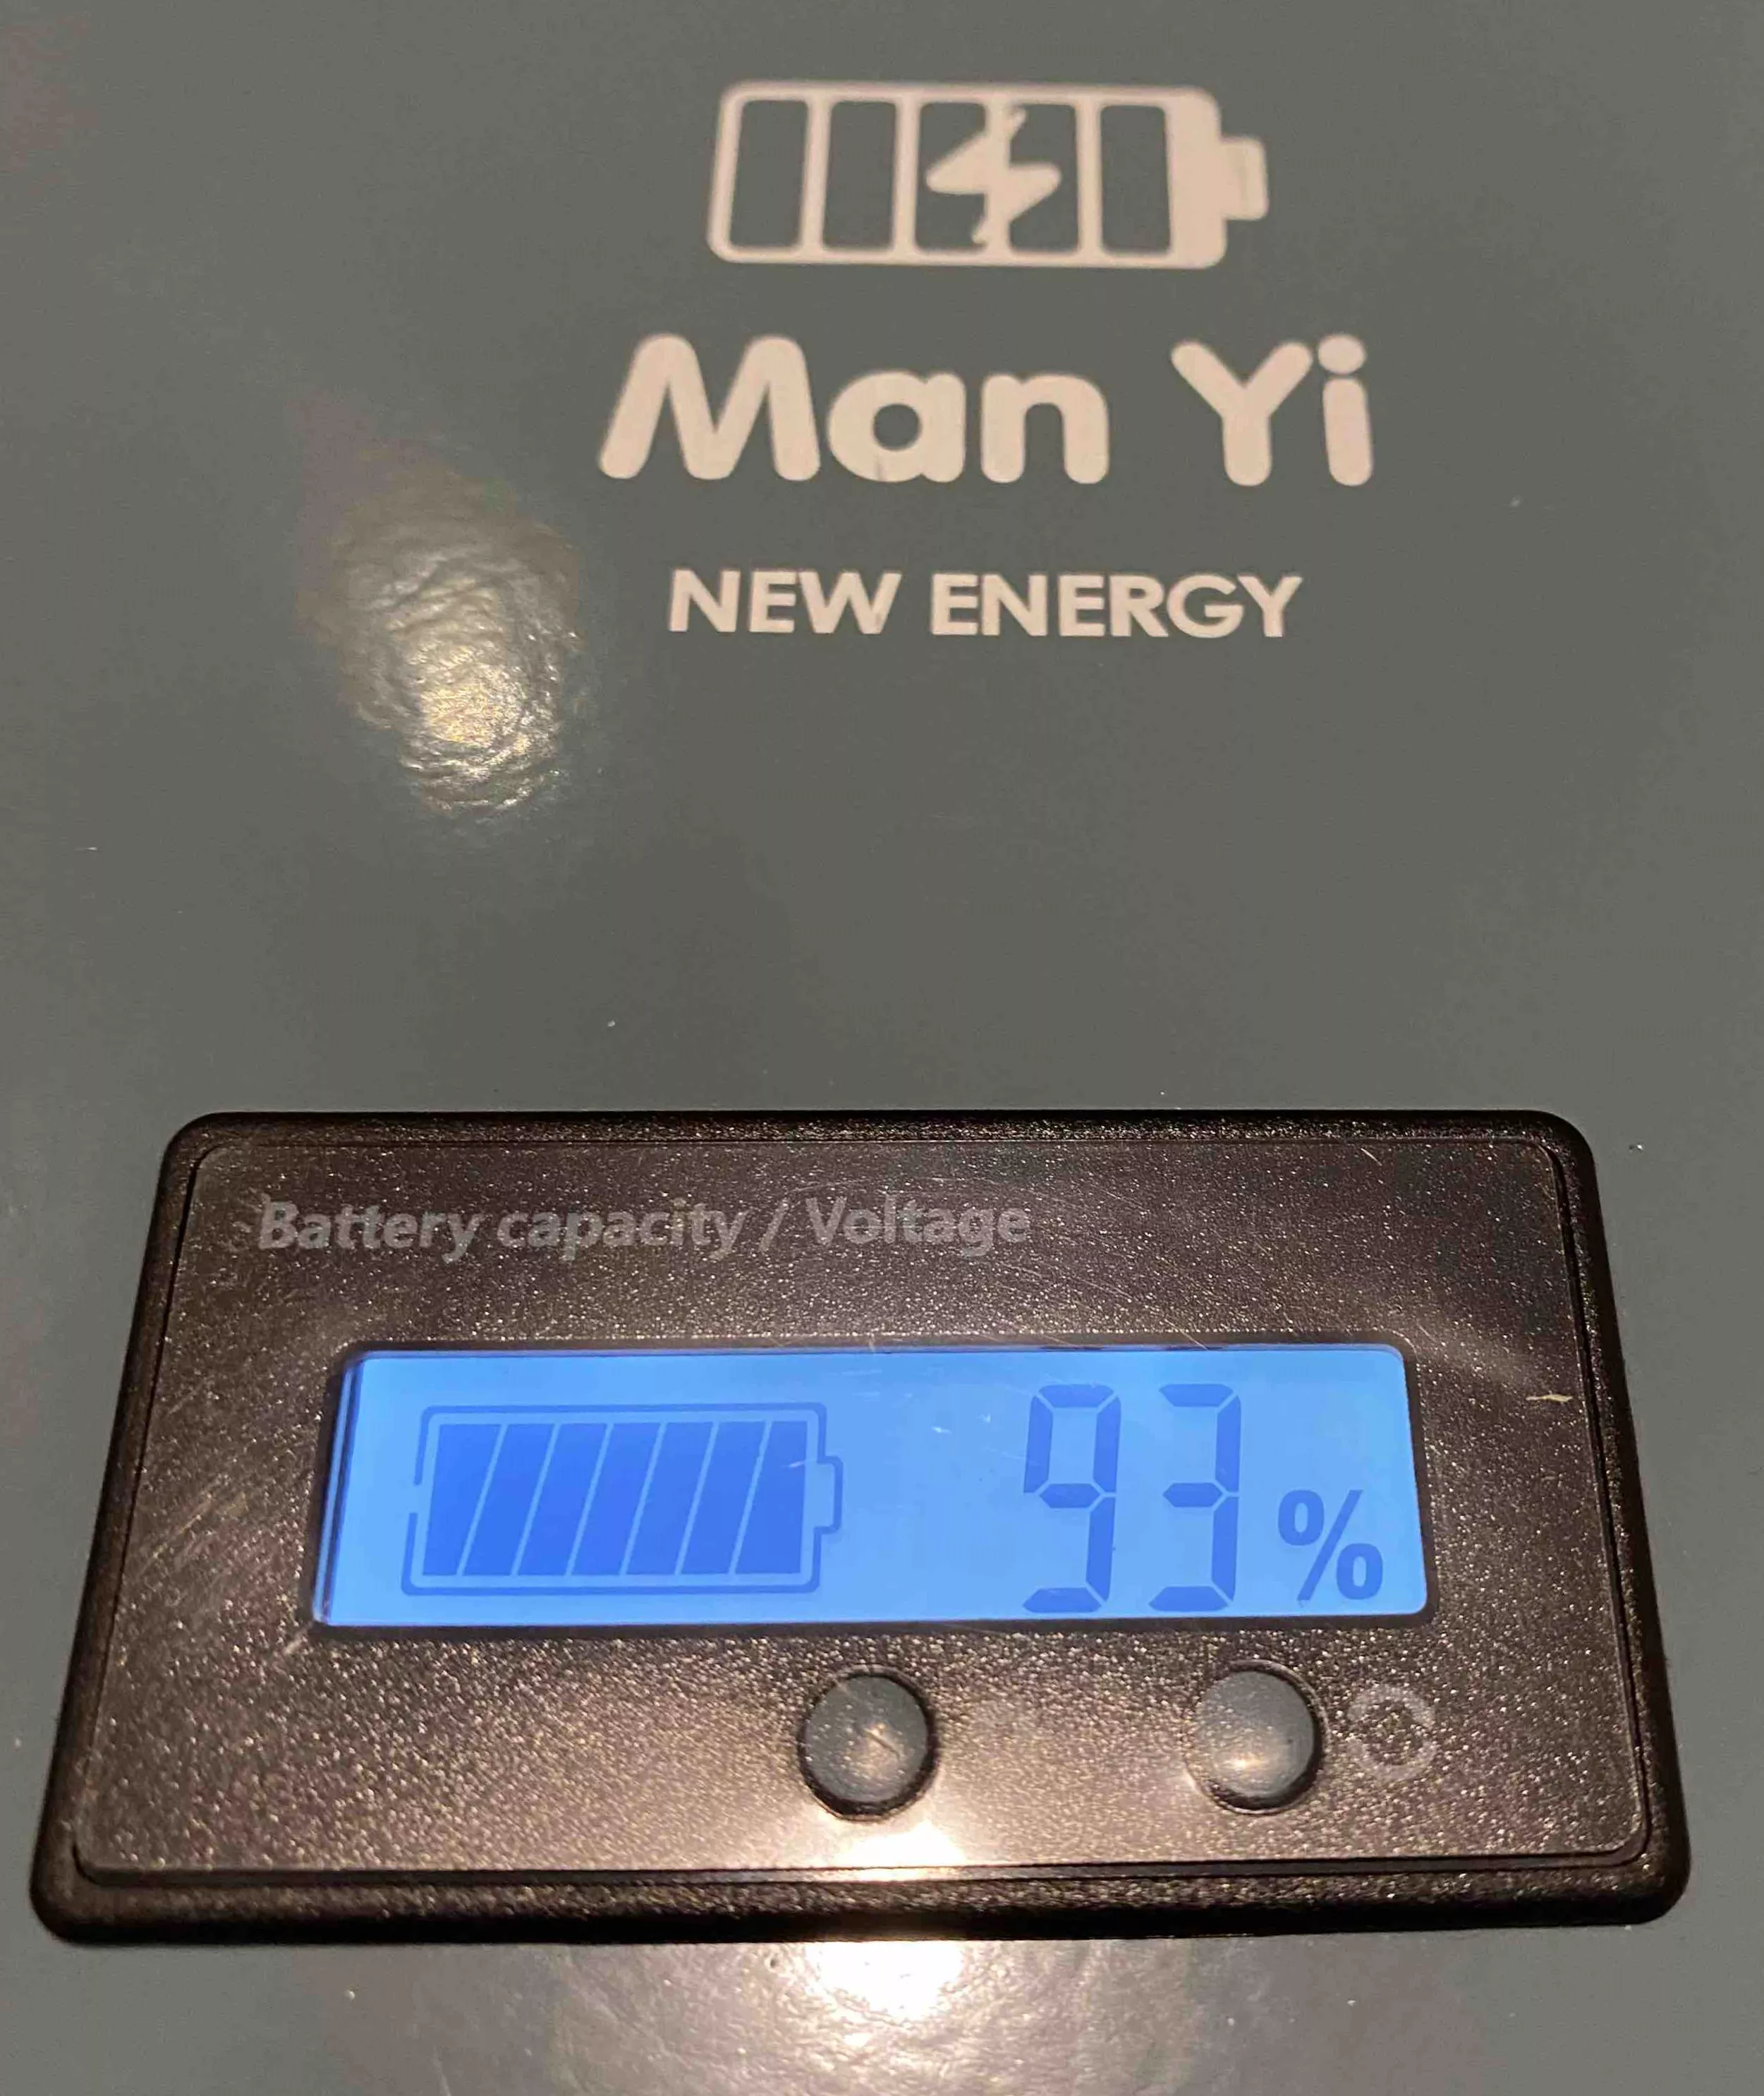 Man Yi
NEW ENERGY
Battery capacity / Voltage
93 %